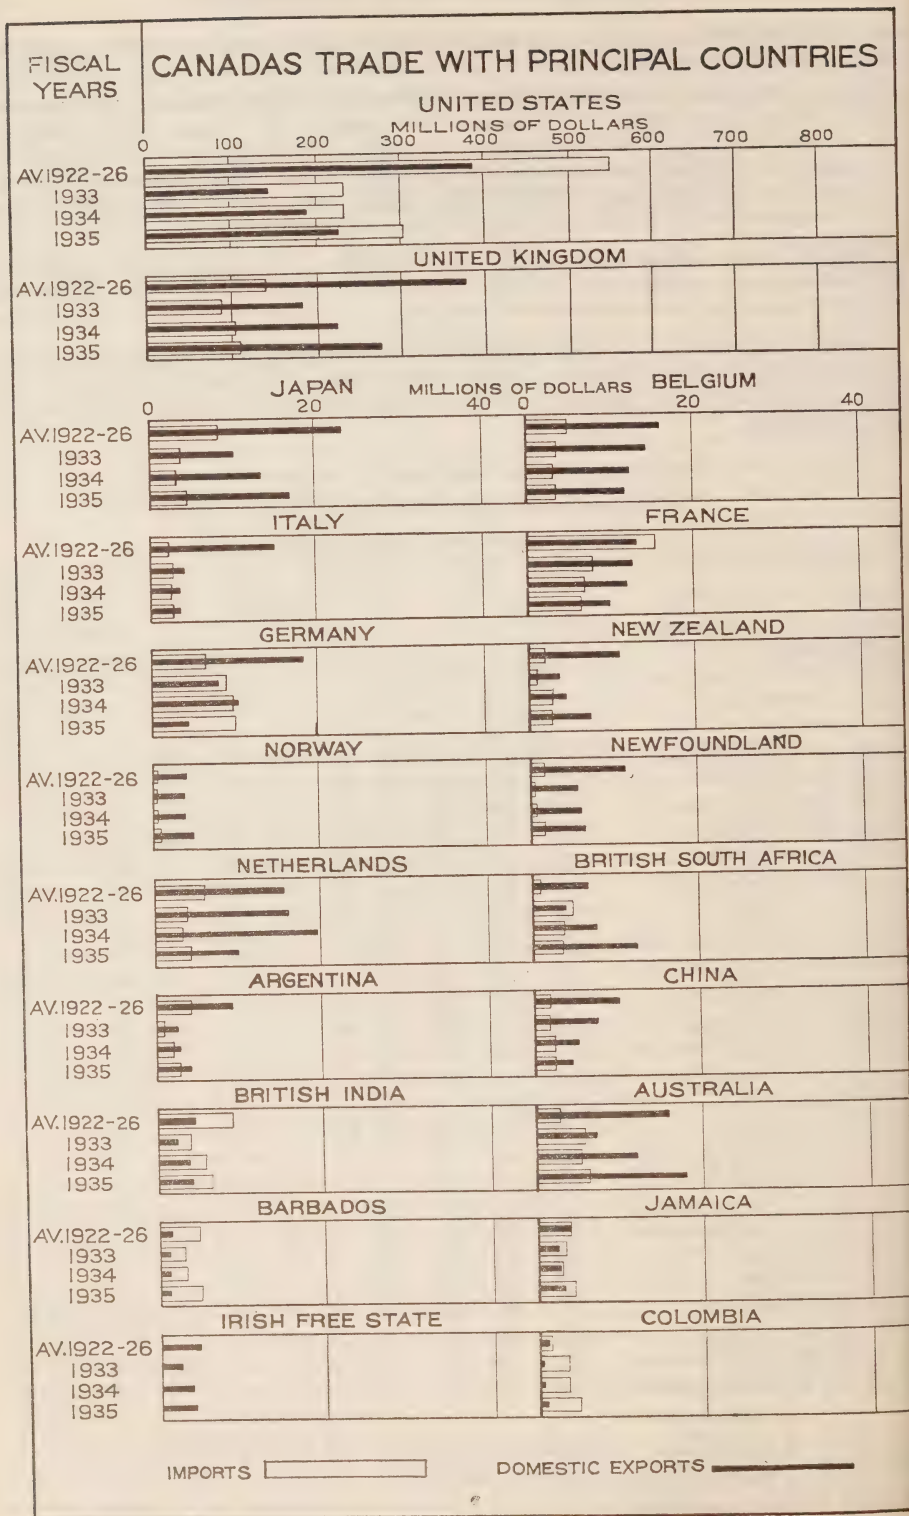 FISCAL
YEARS
CANADAS TRADE WITH PRINCIPAL COUNTRIES
UNITED STATES
MILLIONS OF DOLLARS
0 100 200 300 400 500 600 700 800
AV.1922-26
1933
1934
1935
UNITED KINGDOM
AV.1922-26
1933
1934
1935
JAPAN MILLIONS OF DOLLARS BELGIUM
0 20 40 0 20 40
AV.1922-26
1933
1934
1935
ITALY FRANCE
AV.1922-26
1933
1934
1935
GERMANY NEW ZEALAND
AV.1922-26
1933
1934
1935
NORWAY NEWFOUNDLAND
AV.1922-26
1933
1934
1935
NETHERLANDS BRITISH SOUTH AFRICA
AV.1922-26
1933
1934
1935
ARGENTINA CHINA
AV.1922-26
1933
1934
1935
BRITISH INDIA AUSTRALIA
AV.1922-26
1933
1934
1935
BARBADOS JAMAICA
AV.1922-26
1933
1934
1935
IRISH FREE STATE COLOMBIA
AV.1922-26
1933
1934
1935
IMPORTS DOMESTIC EXPORTS